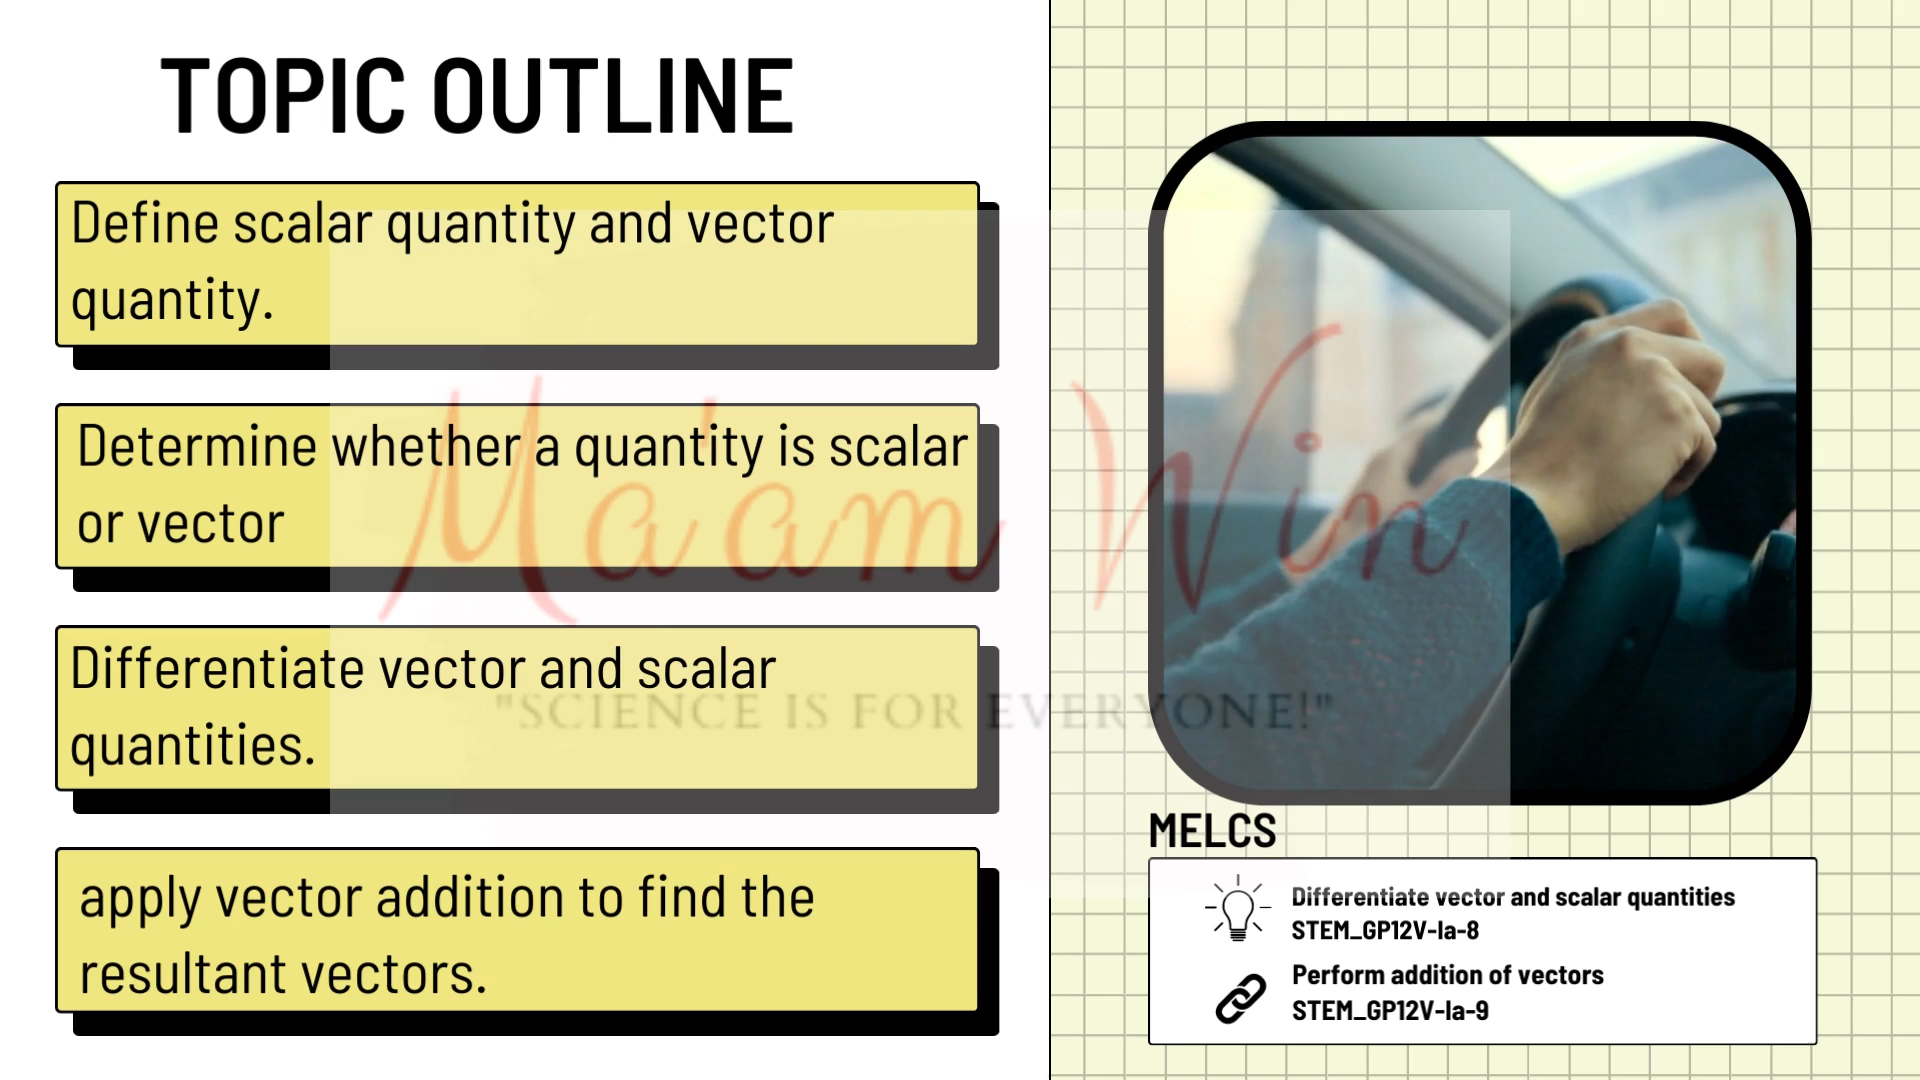 TOPIC OUTLINE
Define scalar quantity and vector
quantity.
Determine whether a quantity is scalar
or vector
Differentiate vector and scalar
quantities.
apply vector addition to find the
resultant vectors.
Ma'am Win
"SCIENCE IS FOR EVERYONE!"
MELCS
Differentiate vector and scalar quantities
STEM_GP12V-Ia-8
Perform addition of vectors
STEM_GP12V-Ia-9